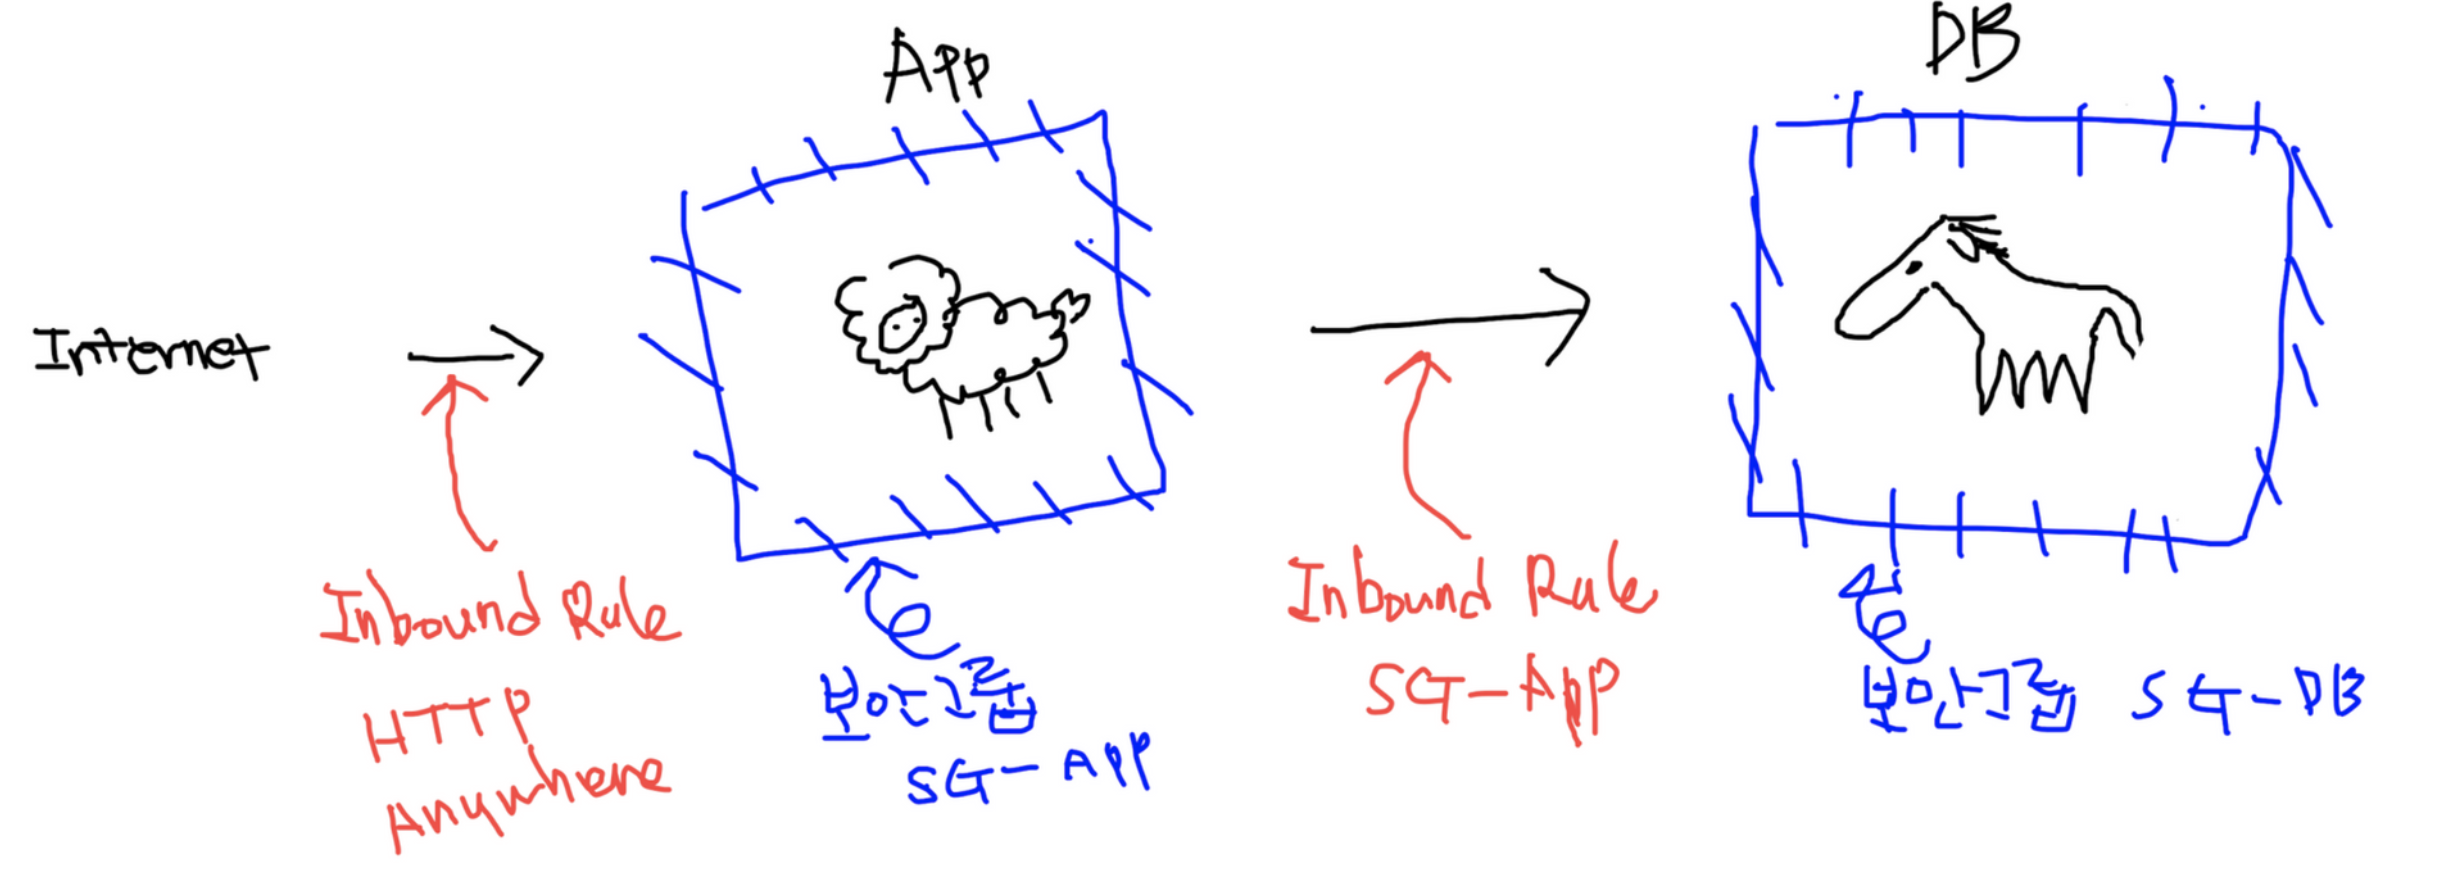 App
DB
Internet
Inbound Rule
HTTP
Anywhere
보안그룹
SG-APP
Inbound Rule
SG-App
보안그룹 SG-DB